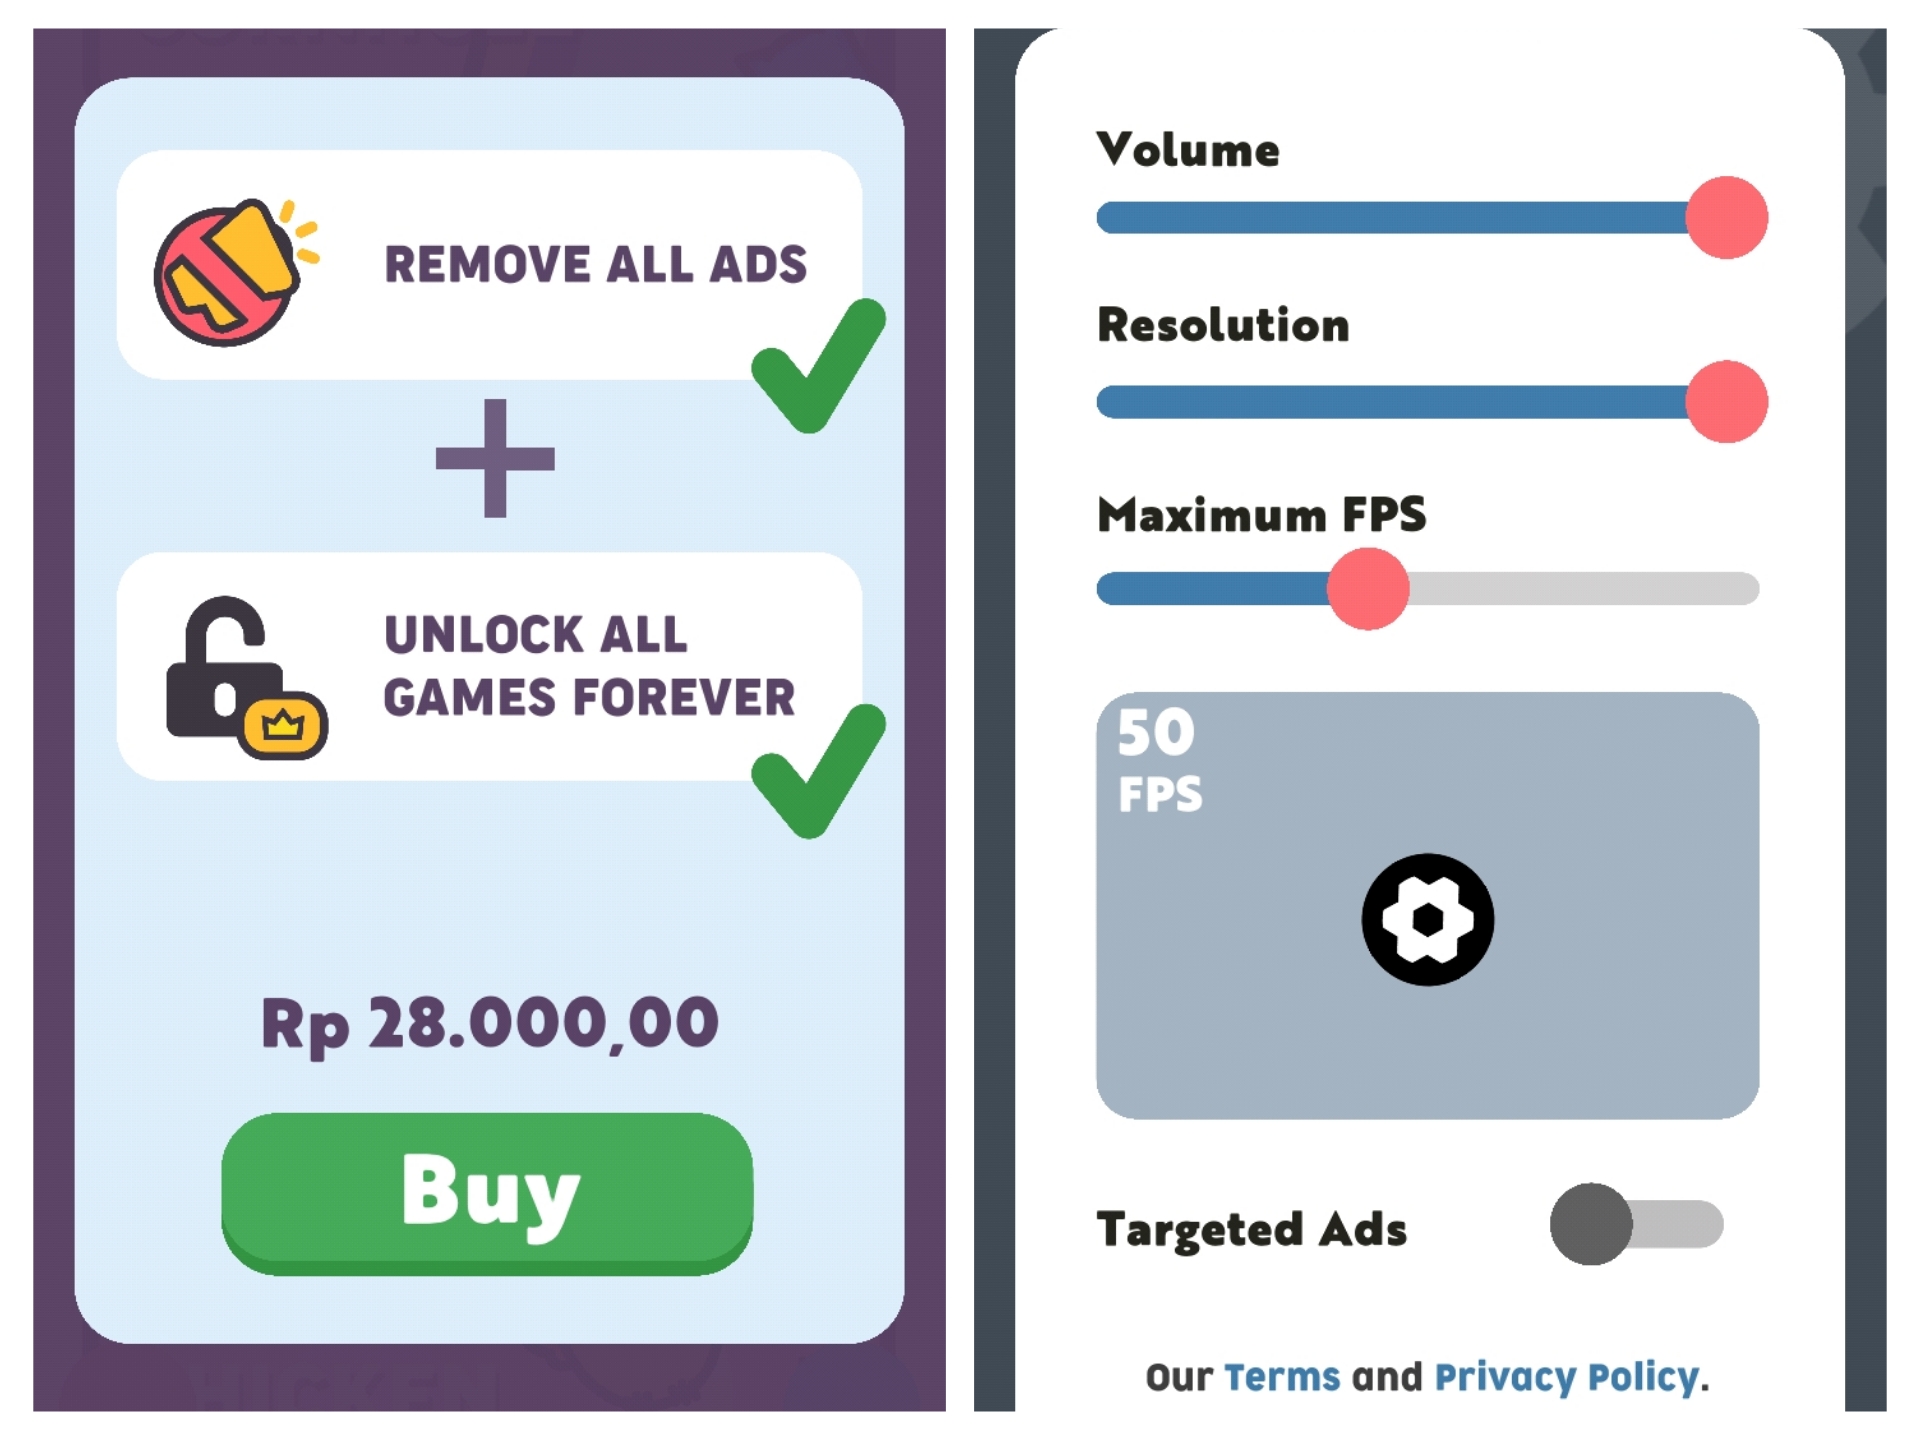 REMOVE ALL ADS
UNLOCK ALL
GAMES FOREVER
Rp 28.000,00
Buy
Volume
Resolution
Maximum FPS
50
FPS
Targeted Ads
Our Terms and Privacy Policy.